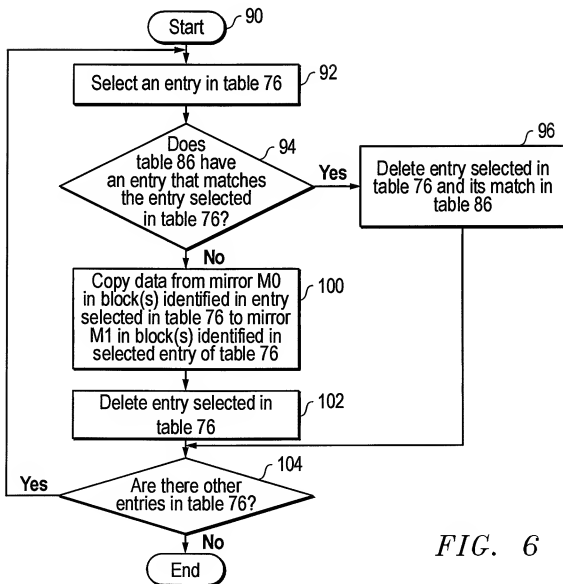 Start
90
Select an entry in table 76
92
Does
table 86 have
an entry that matches
the entry selected
in table 76?
94
Yes
Delete entry selected in
table 76 and its match in
table 86
96
No
Copy data from mirror M0
in block(s) identified in entry
selected in table 76 to mirror
M1 in block(s) identified in
selected entry of table 76
100
Delete entry selected in
table 76
102
Are there other
entries in table 76?
104
Yes
No
End
FIG. 6